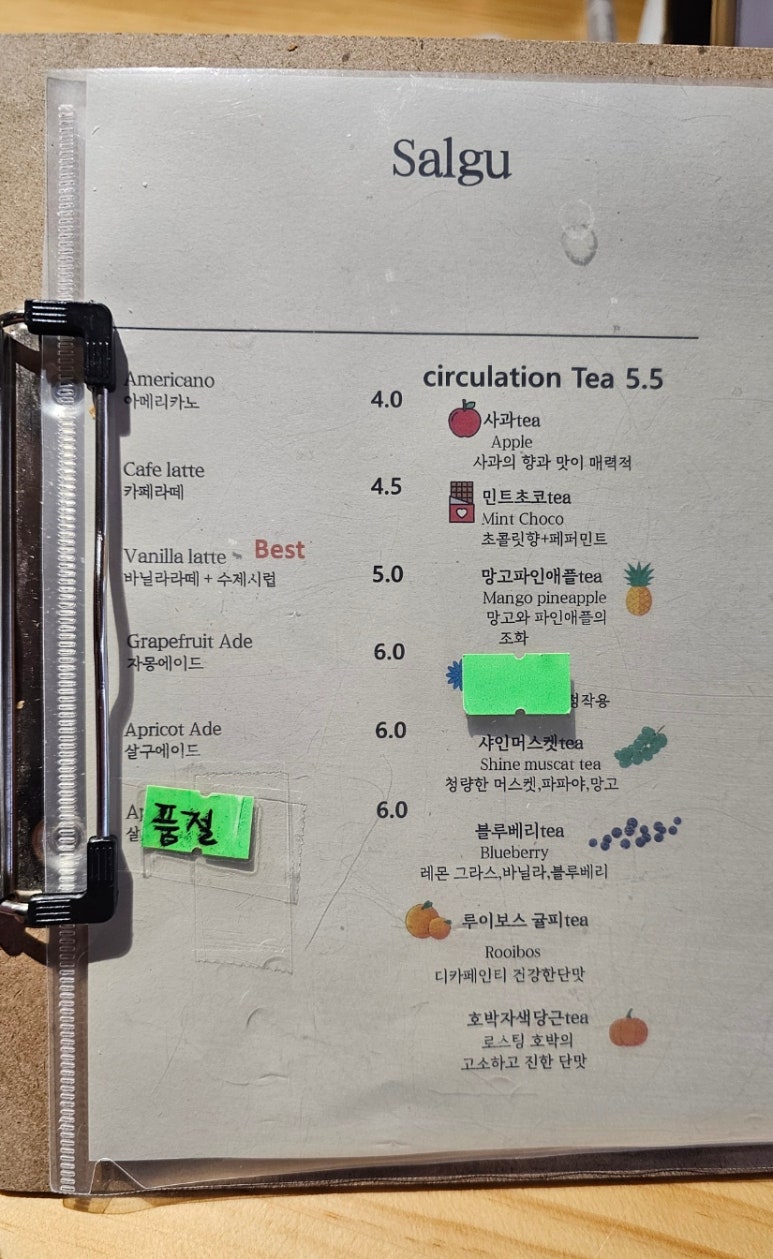 Salgu
Americano
아메리카노
4.0
Cafe latte
카페라떼
4.5
Vanilla latte Best
바닐라라떼 + 수제시럽
5.0
Grapefruit Ade
자몽에이드
6.0
Apricot Ade
살구에이드
6.0
품절
6.0
circulation Tea 5.5
사과tea
Apple
사과의 향과 맛이 매력적
민트초코tea
Mint Choco
초콜릿향+페퍼민트
망고파인애플tea
Mango pineapple
망고와 파인애플의
조화
샤인머스켓tea
Shine muscat tea
청량한 머스켓,파파야,망고
블루베리tea
Blueberry
레몬 그라스,바닐라,블루베리
루이보스 귤피tea
Rooibos
디카페인티 건강한단맛
호박자색당근tea
로스팅 호박의
고소하고 진한 단맛